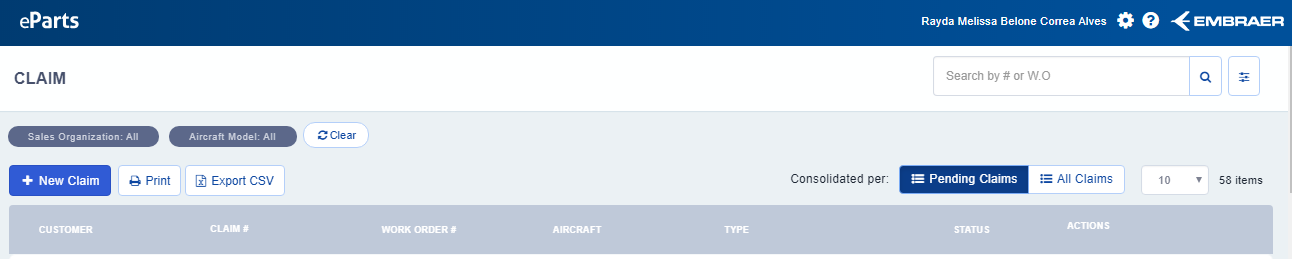 eParts
Rayda Melissa Belone Correa Alves
EMBRAER
CLAIM
Search by # or W.O
Sales Organization: All
Aircraft Model: All
Clear
New Claim
Print
Export CSV
Consolidated per:
Pending Claims
All Claims
10
58 items
CUSTOMER
CLAIM #
WORK ORDER #
AIRCRAFT
TYPE
STATUS
ACTIONS